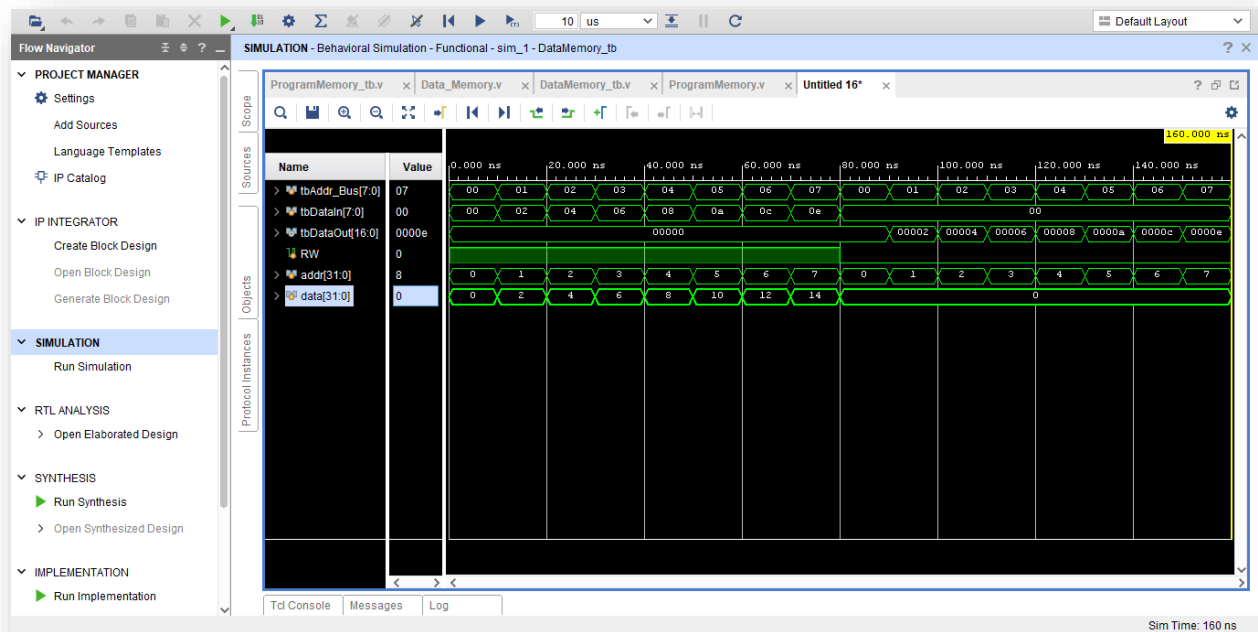 10 us
Default Layout
Flow Navigator
SIMULATION - Behavioral Simulation - Functional - sim_1 - DataMemory_tb
PROJECT MANAGER
Settings
Add Sources
Language Templates
IP Catalog
IP INTEGRATOR
Create Block Design
Open Block Design
Generate Block Design
SIMULATION
Run Simulation
RTL ANALYSIS
Open Elaborated Design
SYNTHESIS
Run Synthesis
Open Synthesized Design
IMPLEMENTATION
Run Implementation
Scope
Sources
Objects
Protocol Instances
ProgramMemory_tb.v Data_Memory.v DataMemory_tb.v ProgramMemory.v Untitled 16*
160.000 ns
Name Value 0.000 ns 20.000 ns 40.000 ns 60.000 ns 80.000 ns 100.000 ns 120.000 ns 140.000 ns
tbAddr_Bus[7:0] 07 00 01 02 03 04 05 06 07 00 01 02 03 04 05 06 07
tbDataIn[7:0] 00 00 02 04 06 08 0a 0c 0e 00
tbDataOut[16:0] 0000e 00000 00002 00004 00006 00008 0000a 0000c 0000e
RW 0
addr[31:0] 8 0 1 2 3 4 5 6 7 0 1 2 3 4 5 6 7
data[31:0] 0 0 2 4 6 8 10 12 14 0
Tcl Console Messages Log
Sim Time: 160 ns